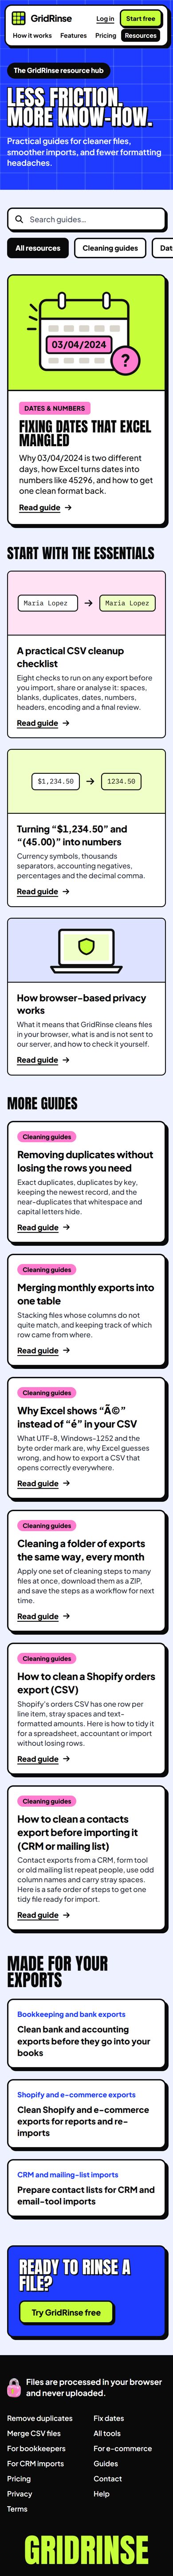 GridRinse
Log in
Start free
How it works
Features
Pricing
Resources
The GridRinse resource hub
LESS FRICTION.
MORE KNOW-HOW.
Practical guides for cleaner files,
smoother imports, and fewer formatting
headaches.
Search guides...
All resources
Cleaning guides
Dat
03/04/2024
?
DATES & NUMBERS
FIXING DATES THAT EXCEL
MANGLED
Why 03/04/2024 is two different
days, how Excel turns dates into
numbers like 45296, and how to get
one clean format back.
Read guide →
START WITH THE ESSENTIALS
Maria Lopez → Maria Lopez
A practical CSV cleanup
checklist
Eight checks to run on any export before
you import, share or analyse it: spaces,
blanks, duplicates, dates, numbers,
headers, encoding and a final review.
Read guide →
$1,234.50 → 1234.50
Turning “$1,234.50” and
“(45.00)” into numbers
Currency symbols, thousands
separators, accounting negatives,
percentages and the decimal comma.
Read guide →
How browser-based privacy
works
What it means that GridRinse cleans files
in your browser, what is and is not sent to
our server, and how to check it yourself.
Read guide →
MORE GUIDES
Cleaning guides
Removing duplicates without
losing the rows you need
Exact duplicates, duplicates by key,
keeping the newest record, and the
near-duplicates that whitespace and
capital letters hide.
Read guide →
Cleaning guides
Merging monthly exports into
one table
Stacking files whose columns do not
quite match, and keeping track of which
row came from where.
Read guide →
Cleaning guides
Why Excel shows “Ã©”
instead of “é” in your CSV
What UTF-8, Windows-1252 and the
byte order mark are, why Excel guesses
wrong, and how to export a CSV that
opens correctly everywhere.
Read guide →
Cleaning guides
Cleaning a folder of exports
the same way, every month
Apply one set of cleaning steps to many
files at once, download them as a ZIP,
and save the steps as a workflow for next
time.
Read guide →
Cleaning guides
How to clean a Shopify orders
export (CSV)
Shopify's orders CSV has one row per
line item, stray spaces and text-
formatted amounts. Here is how to tidy it
for a spreadsheet, accountant or import
without losing rows.
Read guide →
Cleaning guides
How to clean a contacts
export before importing it
(CRM or mailing list)
Contact exports from a CRM, form tool
or old mailing list repeat people, use odd
column names and carry stray spaces.
Here is a safe order of steps to get one
tidy file ready for import.
Read guide →
MADE FOR YOUR
EXPORTS
Bookkeeping and bank exports
Clean bank and accounting
exports before they go into your
books
Shopify and e-commerce exports
Clean Shopify and e-commerce
exports for reports and re-
imports
CRM and mailing-list imports
Prepare contact lists for CRM and
email-tool imports
READY TO RINSE A
FILE?
Try GridRinse free
Files are processed in your browser
and never uploaded.
Remove duplicates
Fix dates
Merge CSV files
All tools
For bookkeepers
For e-commerce
For CRM imports
Guides
Pricing
Contact
Privacy
Help
Terms
GRIDRINSE